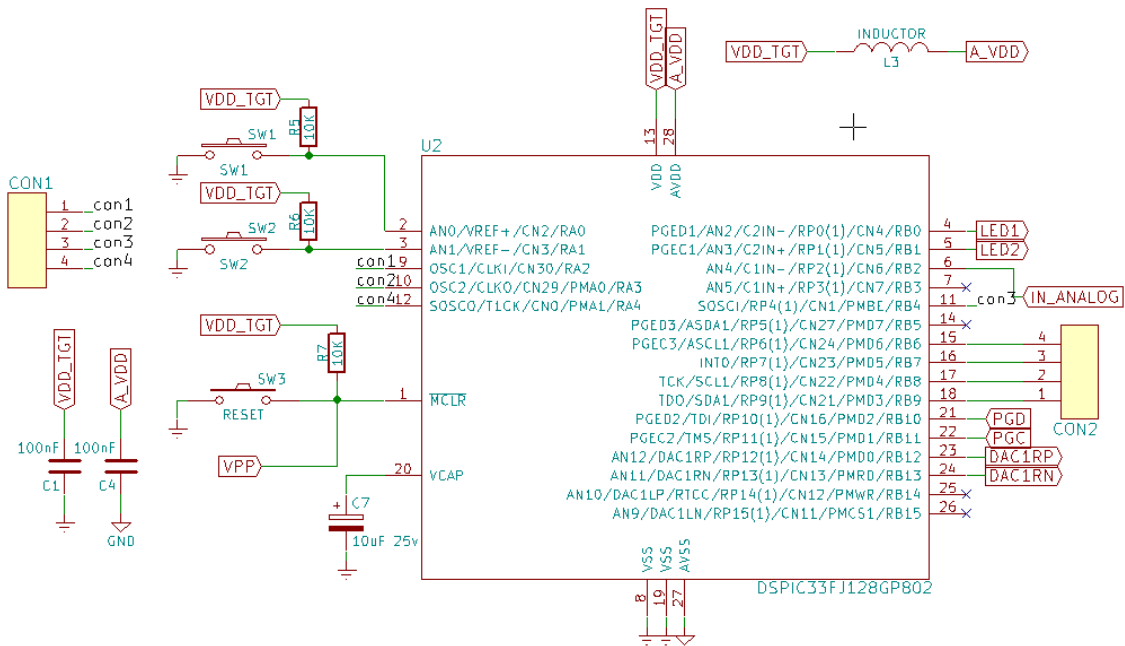 VDD_TGT
A_VDD
INDUCTOR
VDD_TGT
A_VDD
L3
VDD_TGT
R5
10K
SW1
SW1
13
28
U2
VDD
AVDD
CON1
1
con1
2
con2
3
con3
4
con4
VDD_TGT
R6
10K
SW2
SW2
2
AN0/VREF+/CN2/RA0
3
AN1/VREF-/CN3/RA1
con1
9
OSC1/CLKI/CN30/RA2
con2
10
OSC2/CLKO/CN29/PMA0/RA3
con4
12
SOSCO/T1CK/CN0/PMA1/RA4
PGED1/AN2/C2IN-/RP0(1)/CN4/RB0
4
LED1
PGEC1/AN3/C2IN+/RP1(1)/CN5/RB1
5
LED2
AN4/C1IN-/RP2(1)/CN6/RB2
6
AN5/C1IN+/RP3(1)/CN7/RB3
7
IN_ANALOG
SOSCI/RP4(1)/CN1/PMBE/RB4
11
con3
PGED3/ASDA1/RP5(1)/CN27/PMD7/RB5
14
PGEC3/ASCL1/RP6(1)/CN24/PMD6/RB6
15
4
INT0/RP7(1)/CN23/PMD5/RB7
16
3
TCK/SCL1/RP8(1)/CN22/PMD4/RB8
17
2
TDO/SDA1/RP9(1)/CN21/PMD3/RB9
18
1
PGED2/TDI/RP10(1)/CN16/PMD2/RB10
21
PGD
CON2
PGEC2/TMS/RP11(1)/CN15/PMD1/RB11
22
PGC
AN12/DAC1RP/RP12(1)/CN14/PMD0/RB12
23
DAC1RP
AN11/DAC1RN/RP13(1)/CN13/PMRD/RB13
24
DAC1RN
AN10/DAC1LP/RTCC/RP14(1)/CN12/PMWR/RB14
25
AN9/DAC1LN/RP15(1)/CN11/PMCS1/RB15
26
VDD_TGT
R7
10K
SW3
RESET
1
MCLR
VPP
20
VCAP
+
C7
10uF 25v
VDD_TGT
A_VDD
100nF
100nF
C1
C4
GND
VSS
VSS
AVSS
8
19
27
DSPIC33FJ128GP802